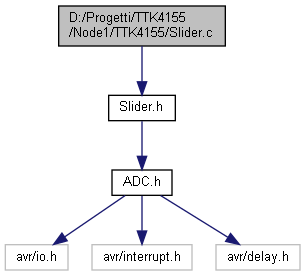 D:/Progetti/TTK4155
/Node1/TTK4155/Slider.c
Slider.h
ADC.h
avr/io.h
avr/interrupt.h
avr/delay.h